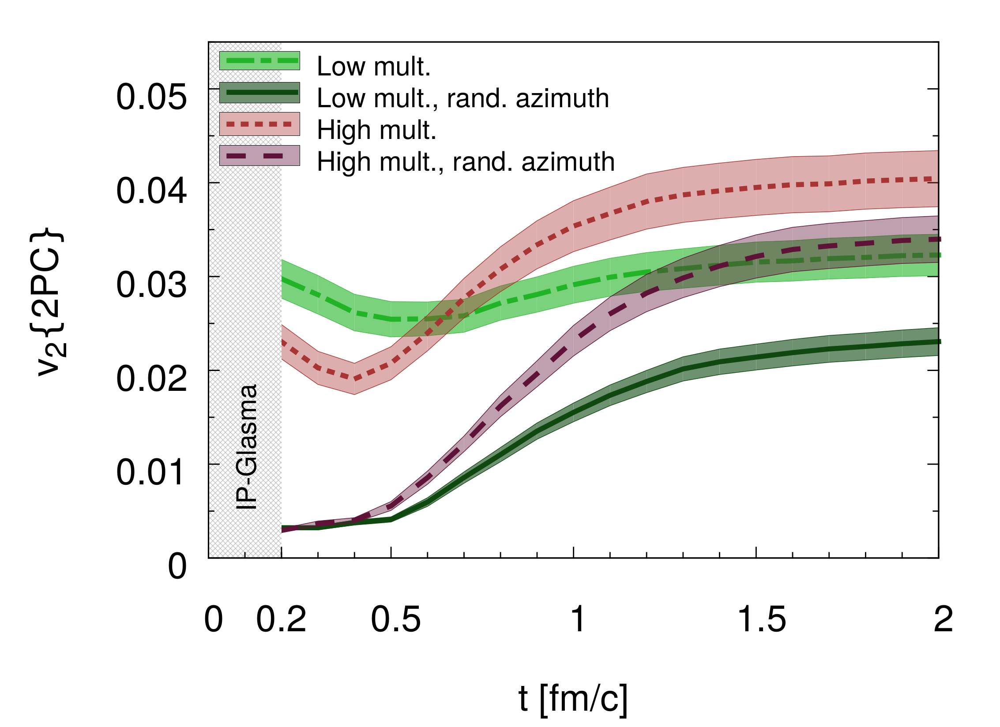 Low mult.
Low mult., rand. azimuth
High mult.
High mult., rand. azimuth
0.05
0.04
0.03
0.02
0.01
0
v2{2PC}
IP-Glasma
0 0.2 0.5 1 1.5 2
t [fm/c]